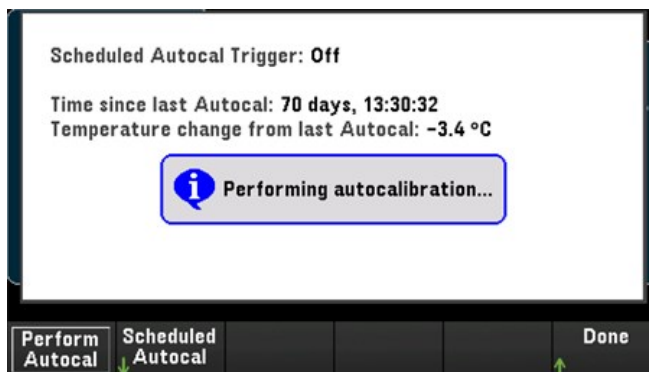 Scheduled Autocal Trigger: Off
Time since last Autocal: 70 days, 13:30:32
Temperature change from last Autocal: −3.4 °C
Performing autocalibration...
Perform
Autocal
Scheduled
Autocal
Done